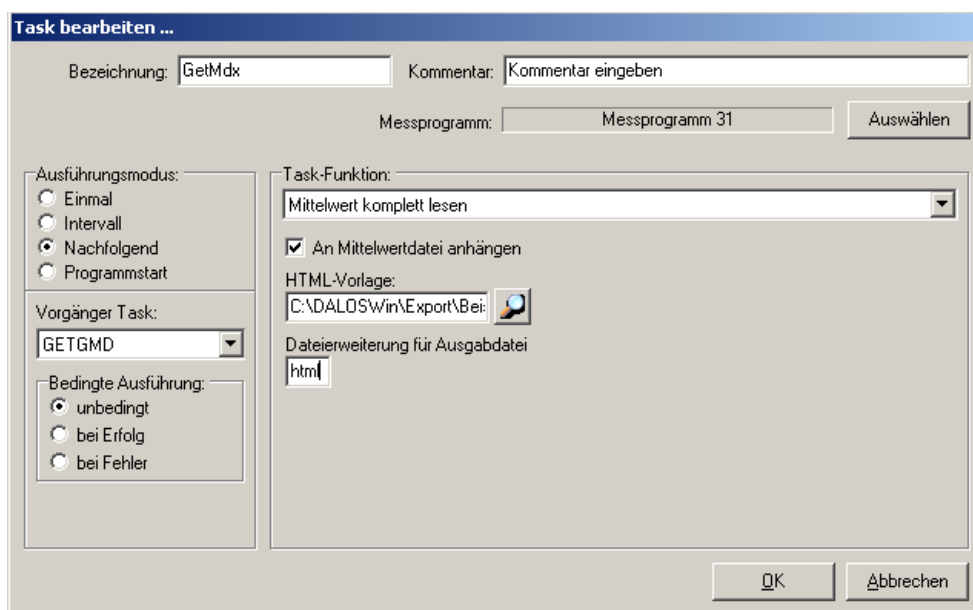 Task bearbeiten ...
Bezeichnung: GetMdx Kommentar: Kommentar eingeben
Messprogramm: Messprogramm 31 Auswählen
Ausführungsmodus:
Einmal
Intervall
Nachfolgend
Programmstart
Vorgänger Task:
GETGMD
Bedingte Ausführung:
unbedingt
bei Erfolg
bei Fehler
Task-Funktion:
Mittelwert komplett lesen
An Mittelwertdatei anhängen
HTML-Vorlage:
C:\DALOSWin\Export\Bei
Dateierweiterung für Ausgabdatei
html
OK Abbrechen